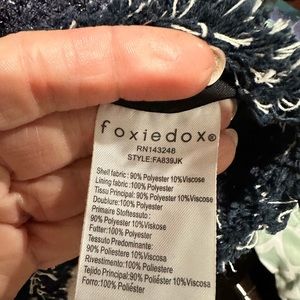 foxiedox®
RN143248
STYLE:FA839JK
Shell fabric : 90% Polyester 10%Viscose
Lining fabric: 100% Polyester
Tissu Principal: 90% Polyester 10%Viscose
Doublure: 100% Polyester
Primaire Stoffessuto :
90% Polyester 10%Viskose
Futter: 100% Polyester
Tessuto Predominante:
90% Poliestere 10%Viscosa
Rivestimento: 100% Poliestere
Tejido Principal: 90% Poliéster 10%Viscosa
Forro: 100% Poliéster